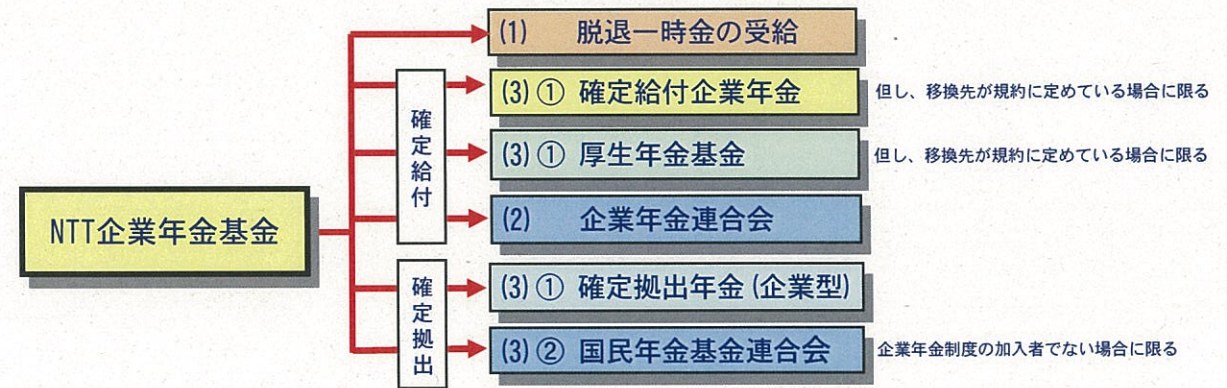 (1) 脱退一時金の受給
(3) ① 確定給付企業年金 但し、移換先が規約に定めている場合に限る
確定給付
(3) ① 厚生年金基金 但し、移換先が規約に定めている場合に限る
NTT企業年金基金
(2) 企業年金連合会
(3) ① 確定拠出年金(企業型)
確定拠出
(3) ② 国民年金基金連合会 企業年金制度の加入者でない場合に限る